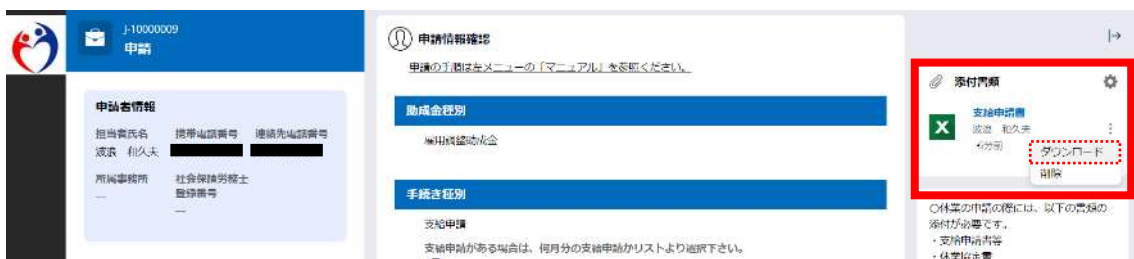 J-10000009
申請
申請者情報
担当者氏名 携帯電話番号 連絡先電話番号
波浪 和久夫
所属事務所 社会保険労務士
登録番号
—
—
申請情報確認
申請の手順は左メニューの「マニュアル」を参照ください。
助成金種別
雇用調整助成金
手続き種別
支給申請
支給申請がある場合は、何月分の支給申請かリストより選択下さい。
添付書類
支給申請書
波浪 和久夫
分前
ダウンロード
削除
〇休業の申請の際には、以下の書類の
添付が必要です。
・支給申請書等
・休業協定書